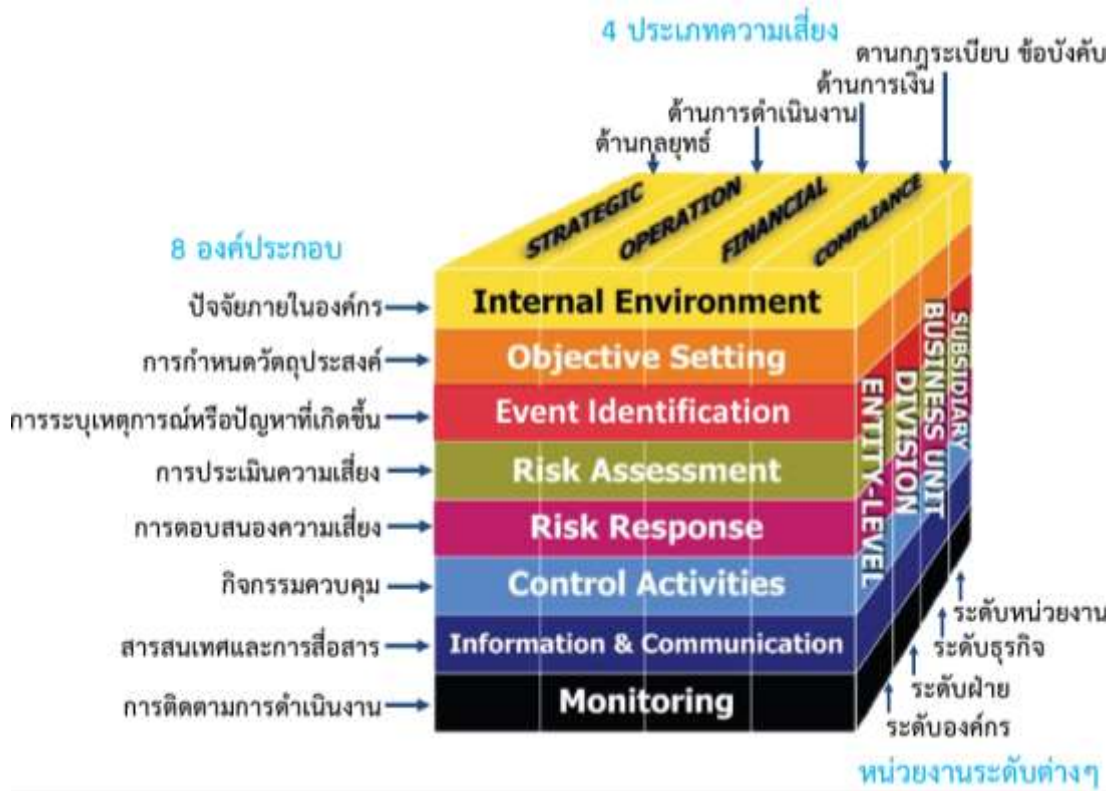 4 ประเภทความเสี่ยง
ดานกฎระเบียบ ข้อบังคับ
ด้านการเงิน
ด้านการดำเนินงาน
ด้านกลยุทธ์
STRATEGIC
OPERATION
FINANCIAL
COMPLIANCE
8 องค์ประกอบ
ปัจจัยภายในองค์กร
Internal Environment
การกำหนดวัตถุประสงค์
Objective Setting
การระบุเหตุการณ์หรือปัญหาที่เกิดขึ้น
Event Identification
การประเมินความเสี่ยง
Risk Assessment
การตอบสนองความเสี่ยง
Risk Response
กิจกรรมควบคุม
Control Activities
สารสนเทศและการสื่อสาร
Information & Communication
การติดตามการดำเนินงาน
Monitoring
ENTITY-LEVEL
DIVISION
BUSINESS UNIT
SUBSIDIARY
ระดับหน่วยงาน
ระดับธุรกิจ
ระดับฝ่าย
ระดับองค์กร
หน่วยงานระดับต่างๆ